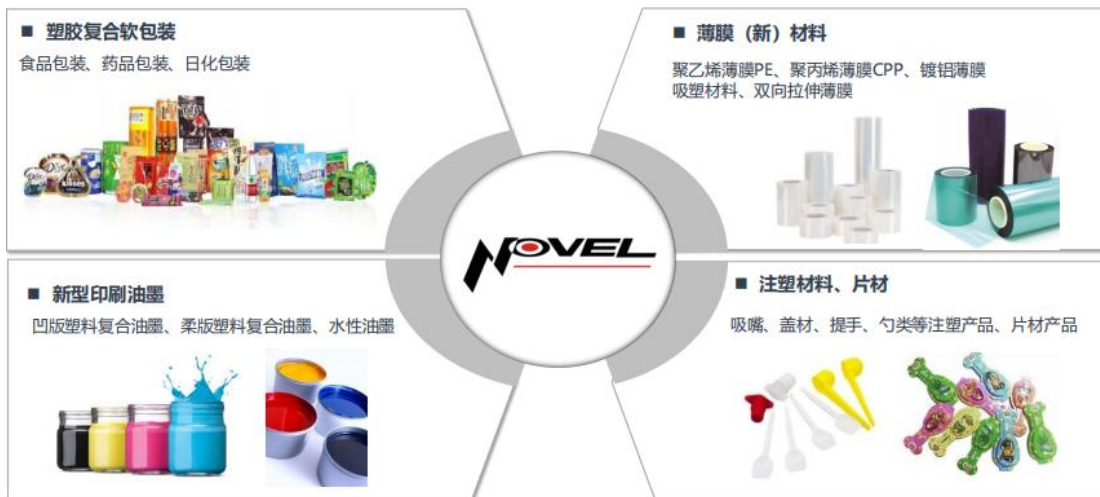 ■ 塑胶复合软包装
食品包装、药品包装、日化包装
■ 薄膜（新）材料
聚乙烯薄膜PE、聚丙烯薄膜CPP、镀铝薄膜
吸塑材料、双向拉伸薄膜
NOVEL
■ 新型印刷油墨
凹版塑料复合油墨、柔版塑料复合油墨、水性油墨
■ 注塑材料、片材
吸嘴、盖材、提手、勺类等注塑产品、片材产品
Dove
KISSES